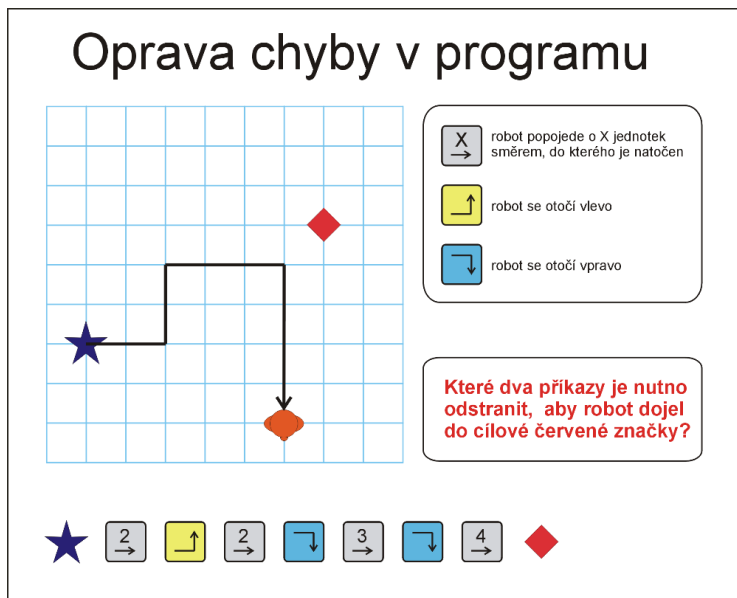 Oprava chyby v programu
X
robot popojede o X jednotek
směrem, do kterého je natočen
robot se otočí vlevo
robot se otočí vpravo
Které dva příkazy je nutno
odstranit, aby robot dojel
do cílové červené značky?
2 2 3 4